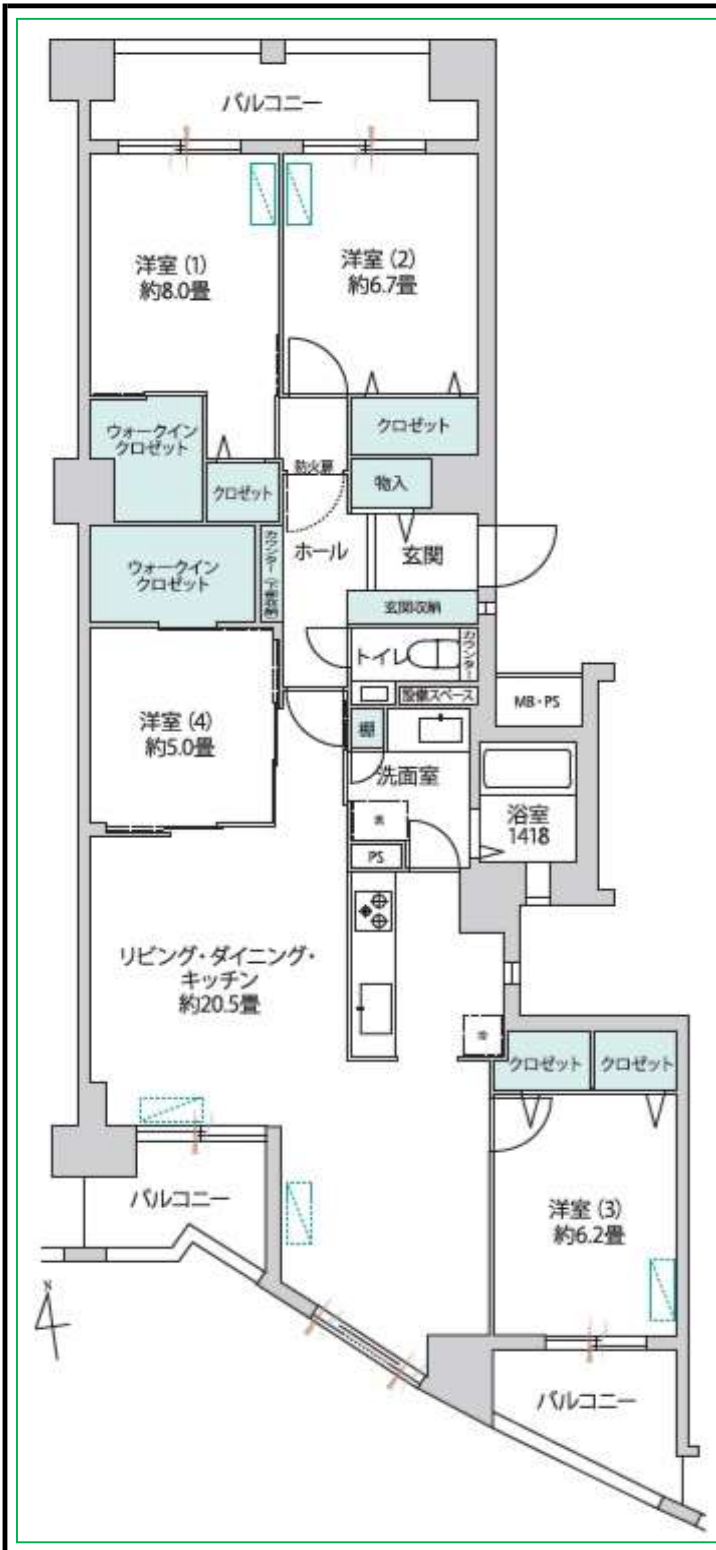 バルコニー
洋室 (1)
約8.0畳
洋室 (2)
約6.7畳
ウォークイン
クロゼット
クロゼット
クロゼット
防火扉
物入
ホール
玄関
ウォークイン
クロゼット
カウンター(下部収納)
玄関収納
トイレ
カウンター
設備スペース
MB・PS
洋室 (4)
約5.0畳
棚
洗面室
浴室
1418
洗
PS
リビング・ダイニング・
キッチン
約20.5畳
冷
クロゼット
クロゼット
バルコニー
洋室 (3)
約6.2畳
N
バルコニー